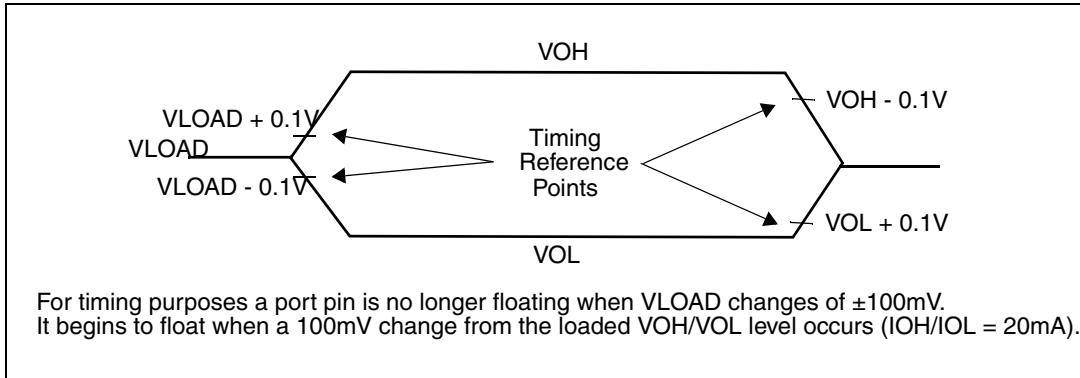 VOH
VLOAD + 0.1V
VOH - 0.1V
VLOAD
Timing
Reference
Points
VLOAD - 0.1V
VOL + 0.1V
VOL
For timing purposes a port pin is no longer floating when VLOAD changes of ±100mV.
It begins to float when a 100mV change from the loaded VOH/VOL level occurs (IOH/IOL = 20mA).